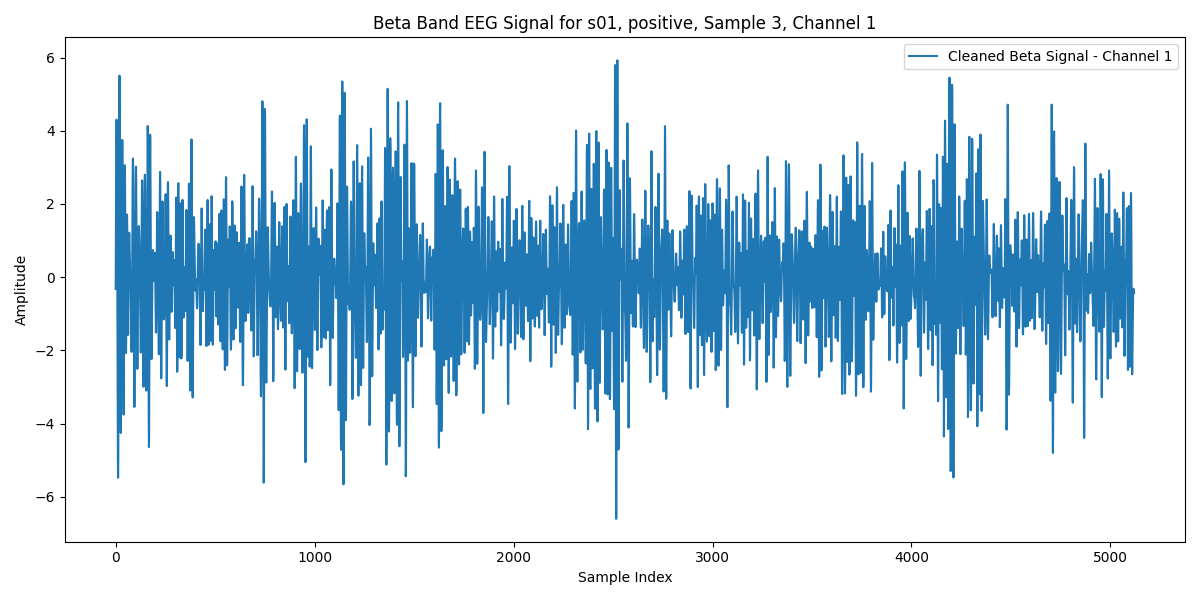 Beta Band EEG Signal for s01, positive, Sample 3, Channel 1
Cleaned Beta Signal - Channel 1
6
4
2
0
−2
−4
−6
Amplitude
0 1000 2000 3000 4000 5000
Sample Index